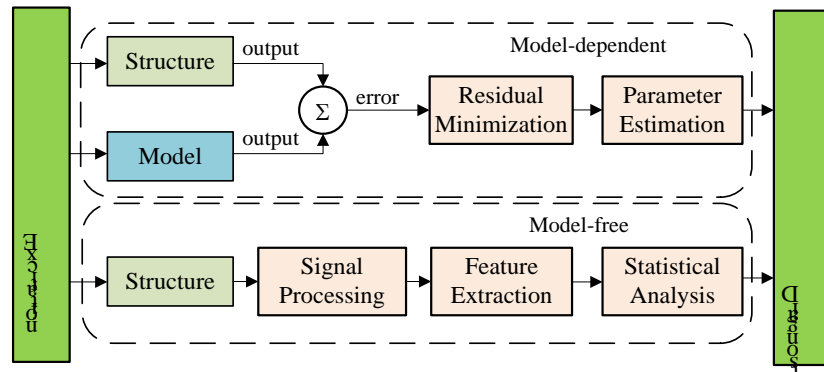 Model-dependent
Structure
output
Σ
error
Residual
Minimization
Parameter
Estimation
Model
output
Model-free
Structure
Signal
Processing
Feature
Extraction
Statistical
Analysis